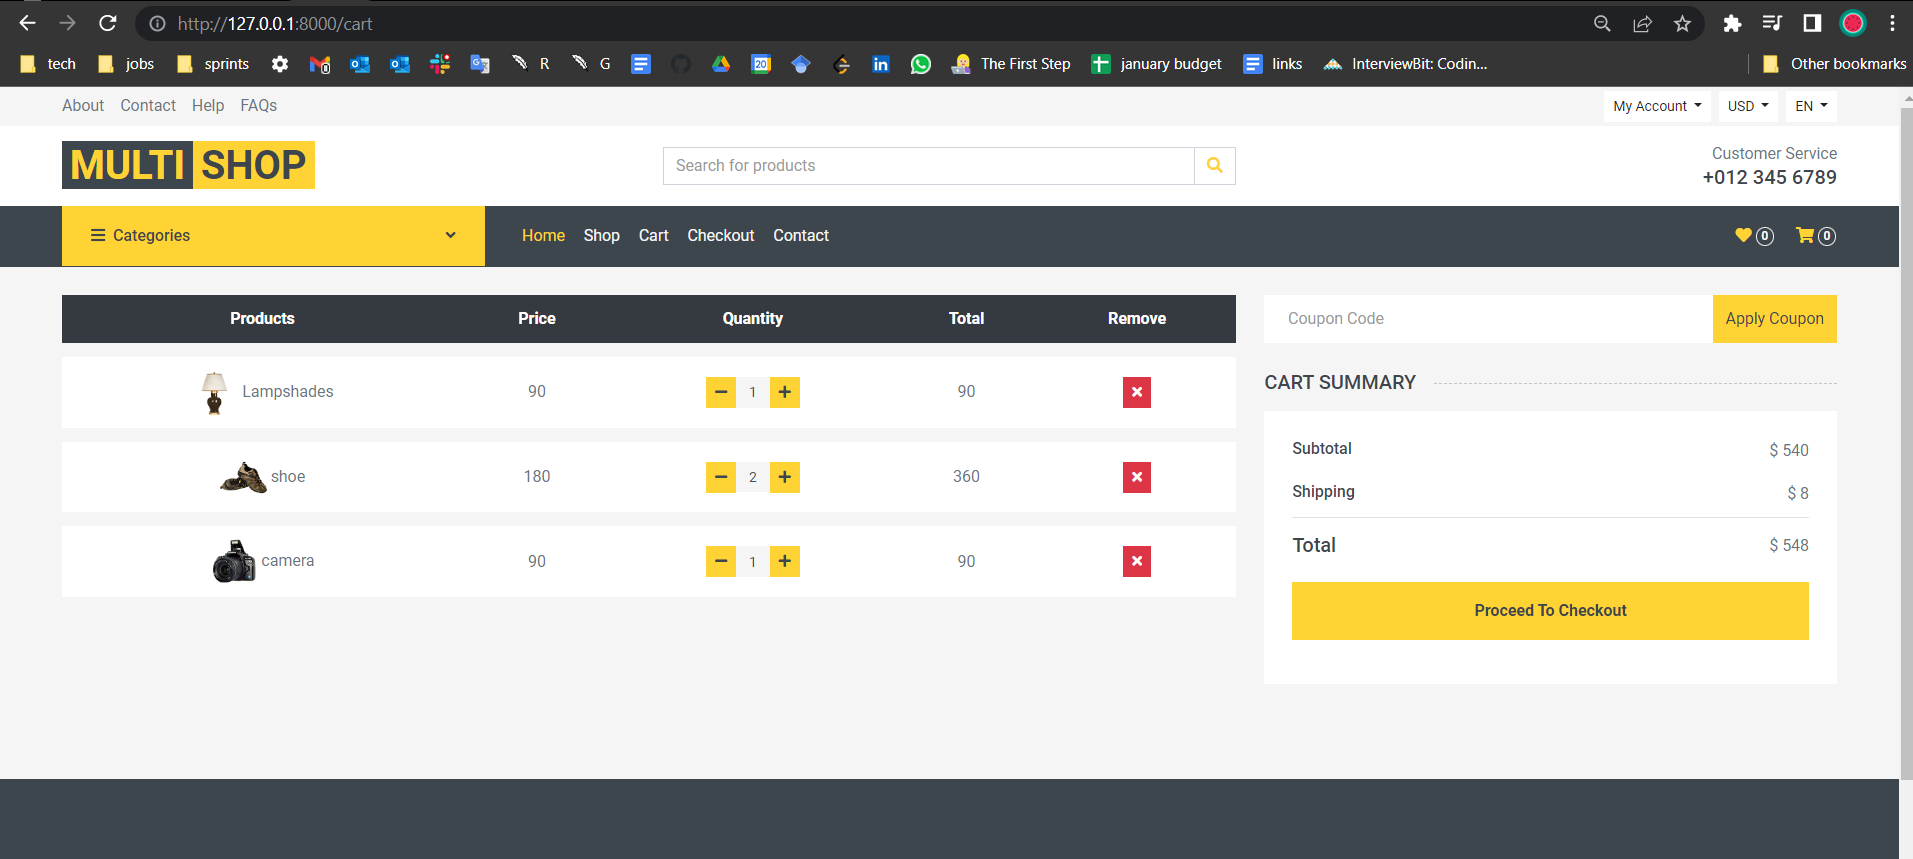 http://127.0.0.1:8000/cart
tech jobs sprints R G 20 The First Step january budget links InterviewBit: Codin... Other bookmarks
About Contact Help FAQs My Account USD EN
MULTI SHOP
Search for products
Customer Service
+012 345 6789
Categories Home Shop Cart Checkout Contact 0 0
Products Price Quantity Total Remove
Lampshades 90 1 90
shoe 180 2 360
camera 90 1 90
Coupon Code Apply Coupon
CART SUMMARY
Subtotal $ 540
Shipping $ 8
Total $ 548
Proceed To Checkout